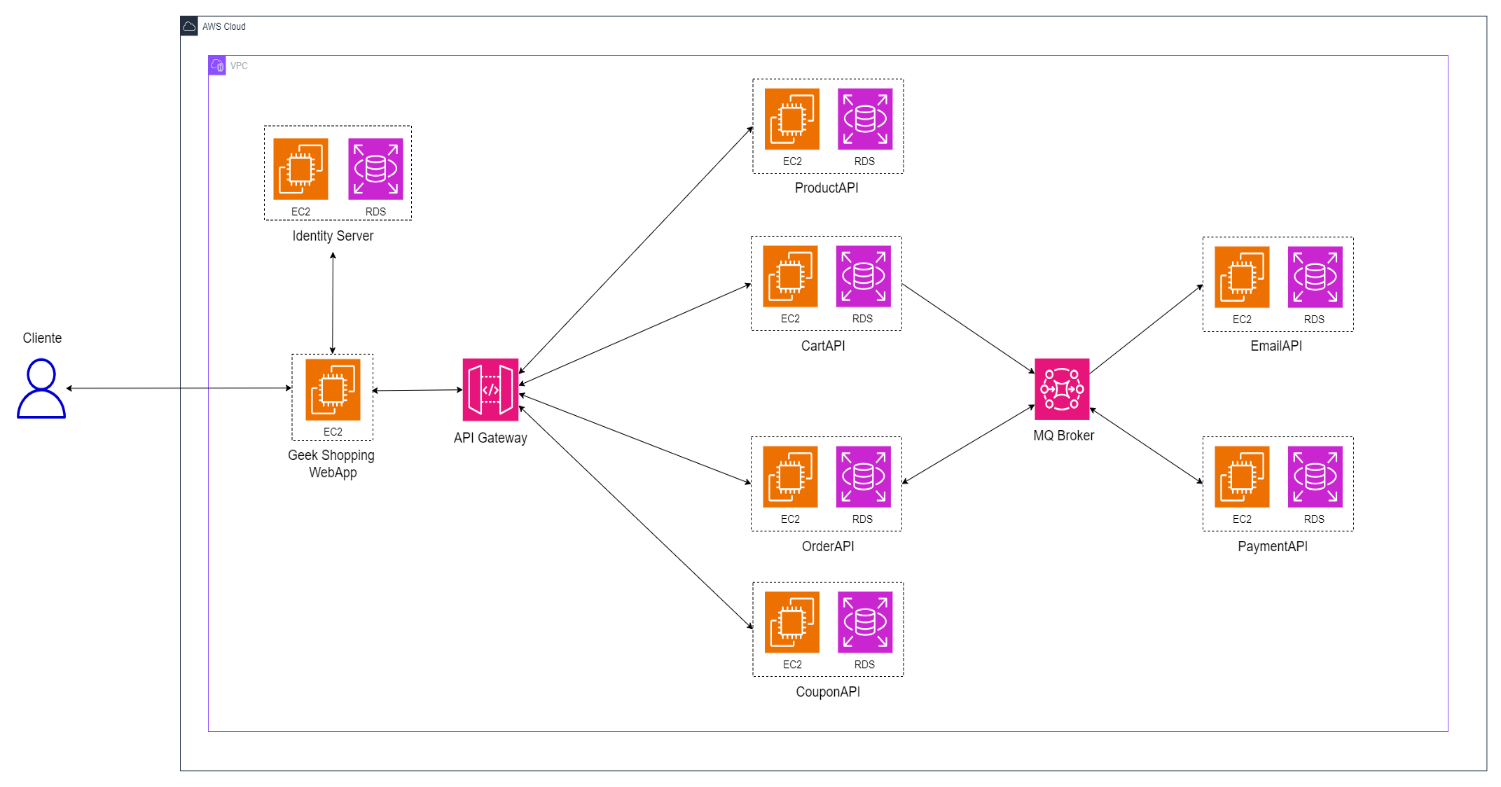 AWS Cloud
VPC
EC2
RDS
Identity Server
Cliente
EC2
Geek Shopping
WebApp
API Gateway
EC2
RDS
ProductAPI
EC2
RDS
CartAPI
EC2
RDS
OrderAPI
EC2
RDS
CouponAPI
MQ Broker
EC2
RDS
EmailAPI
EC2
RDS
PaymentAPI